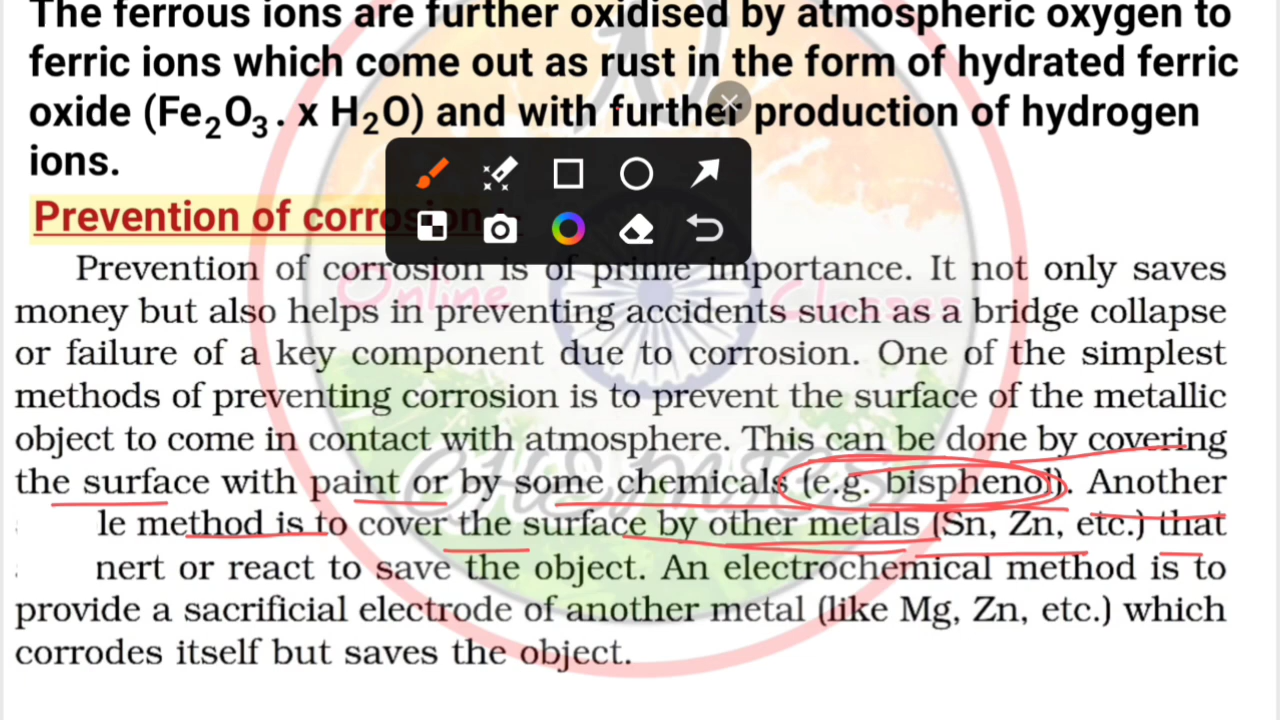 The ferrous ions are further oxidised by atmospheric oxygen to
ferric ions which come out as rust in the form of hydrated ferric
oxide (Fe₂O₃. x H₂O) and with further production of hydrogen
ions.
Prevention of corrosion :-
Prevention of corrosion is of prime importance. It not only saves
money but also helps in preventing accidents such as a bridge collapse
or failure of a key component due to corrosion. One of the simplest
methods of preventing corrosion is to prevent the surface of the metallic
object to come in contact with atmosphere. This can be done by covering
the surface with paint or by some chemicals (e.g. bisphenol). Another
le method is to cover the surface by other metals (Sn, Zn, etc.) that
nert or react to save the object. An electrochemical method is to
provide a sacrificial electrode of another metal (like Mg, Zn, etc.) which
corrodes itself but saves the object.
Online Classes